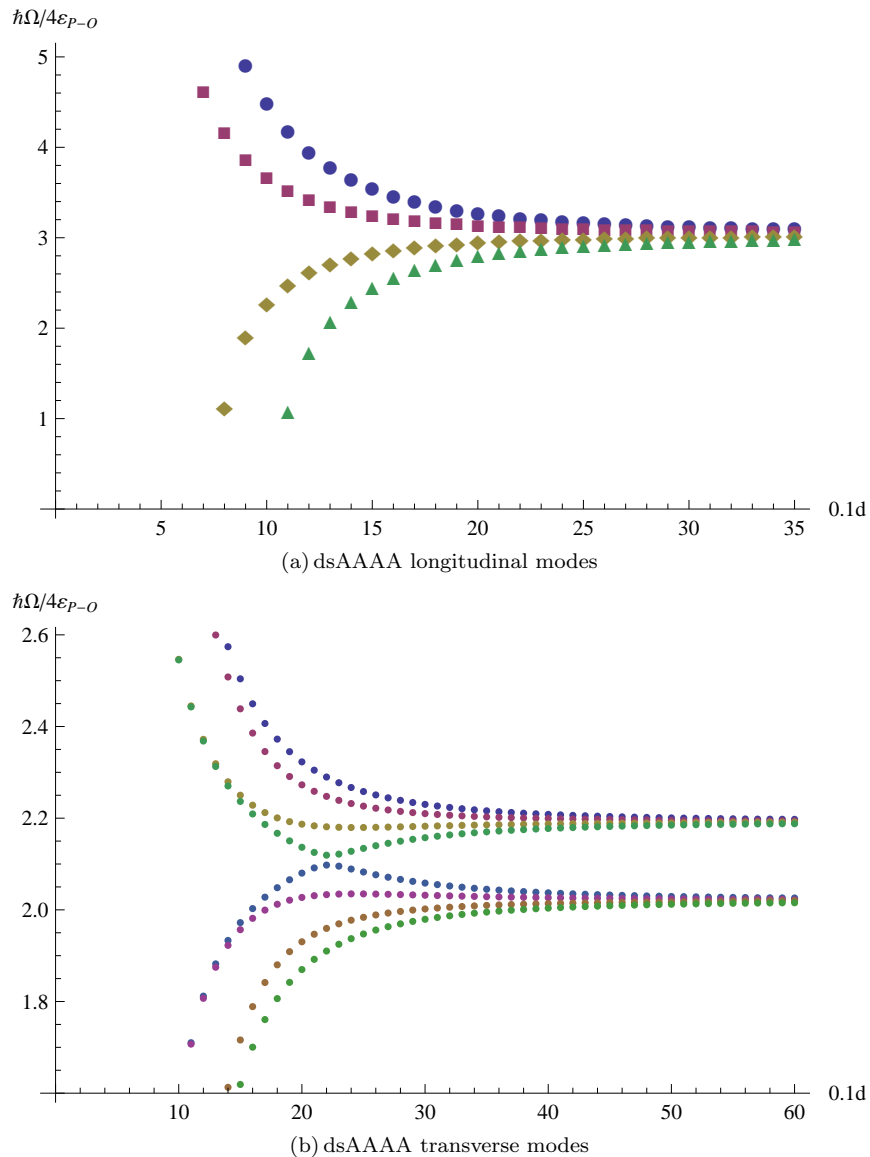 ħΩ/4εP−O
5
4
3
2
1
5 10 15 20 25 30 35 0.1d
(a) dsAAAA longitudinal modes
ħΩ/4εP−O
2.6
2.4
2.2
2.0
1.8
10 20 30 40 50 60 0.1d
(b) dsAAAA transverse modes